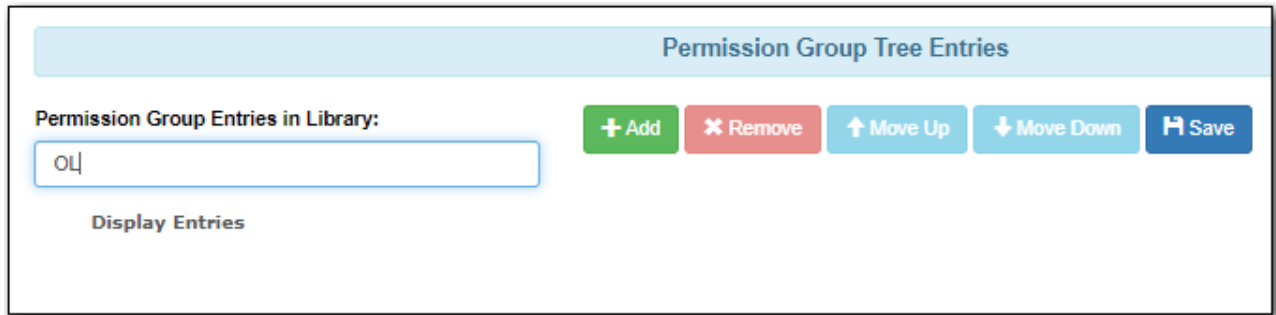 Permission Group Tree Entries
Permission Group Entries in Library:
Add
Remove
Move Up
Move Down
Save
OL
Display Entries